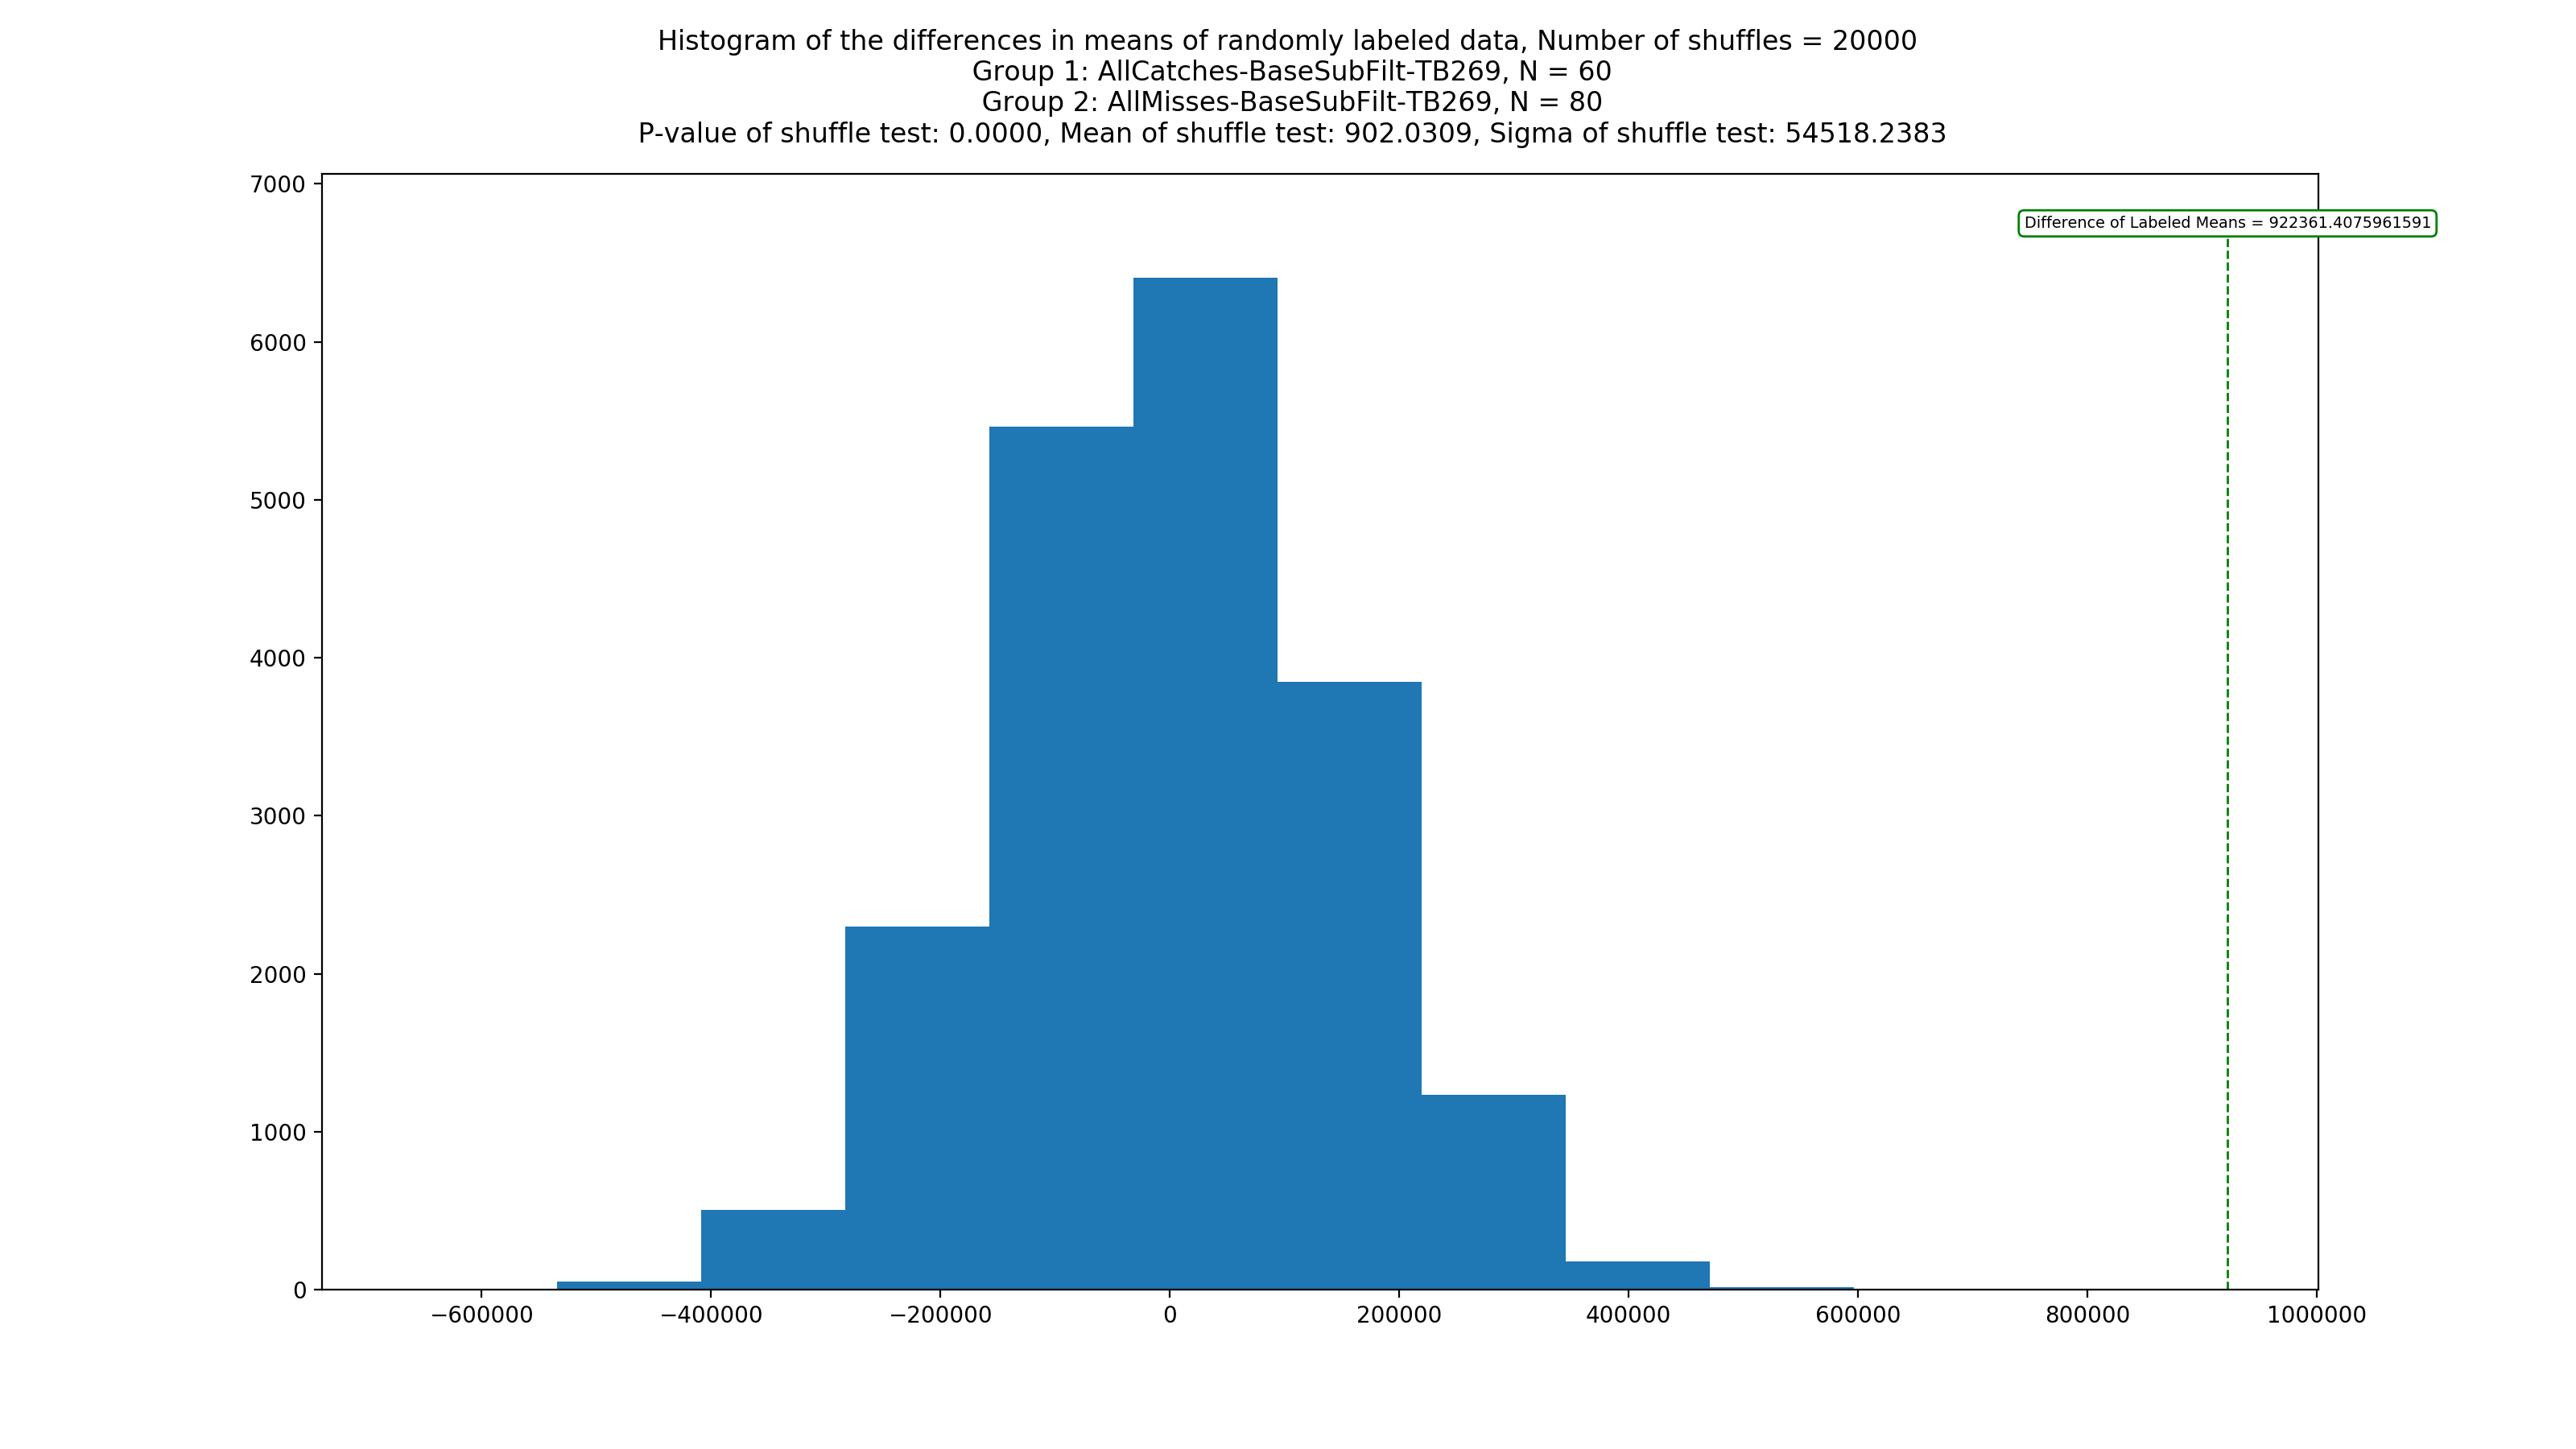 Histogram of the differences in means of randomly labeled data, Number of shuffles = 20000
Group 1: AllCatches-BaseSubFilt-TB269, N = 60
Group 2: AllMisses-BaseSubFilt-TB269, N = 80
P-value of shuffle test: 0.0000, Mean of shuffle test: 902.0309, Sigma of shuffle test: 54518.2383
7000
Difference of Labeled Means = 922361.4075961591
6000
5000
4000
3000
2000
1000
0
−600000 −400000 −200000 0 200000 400000 600000 800000 1000000